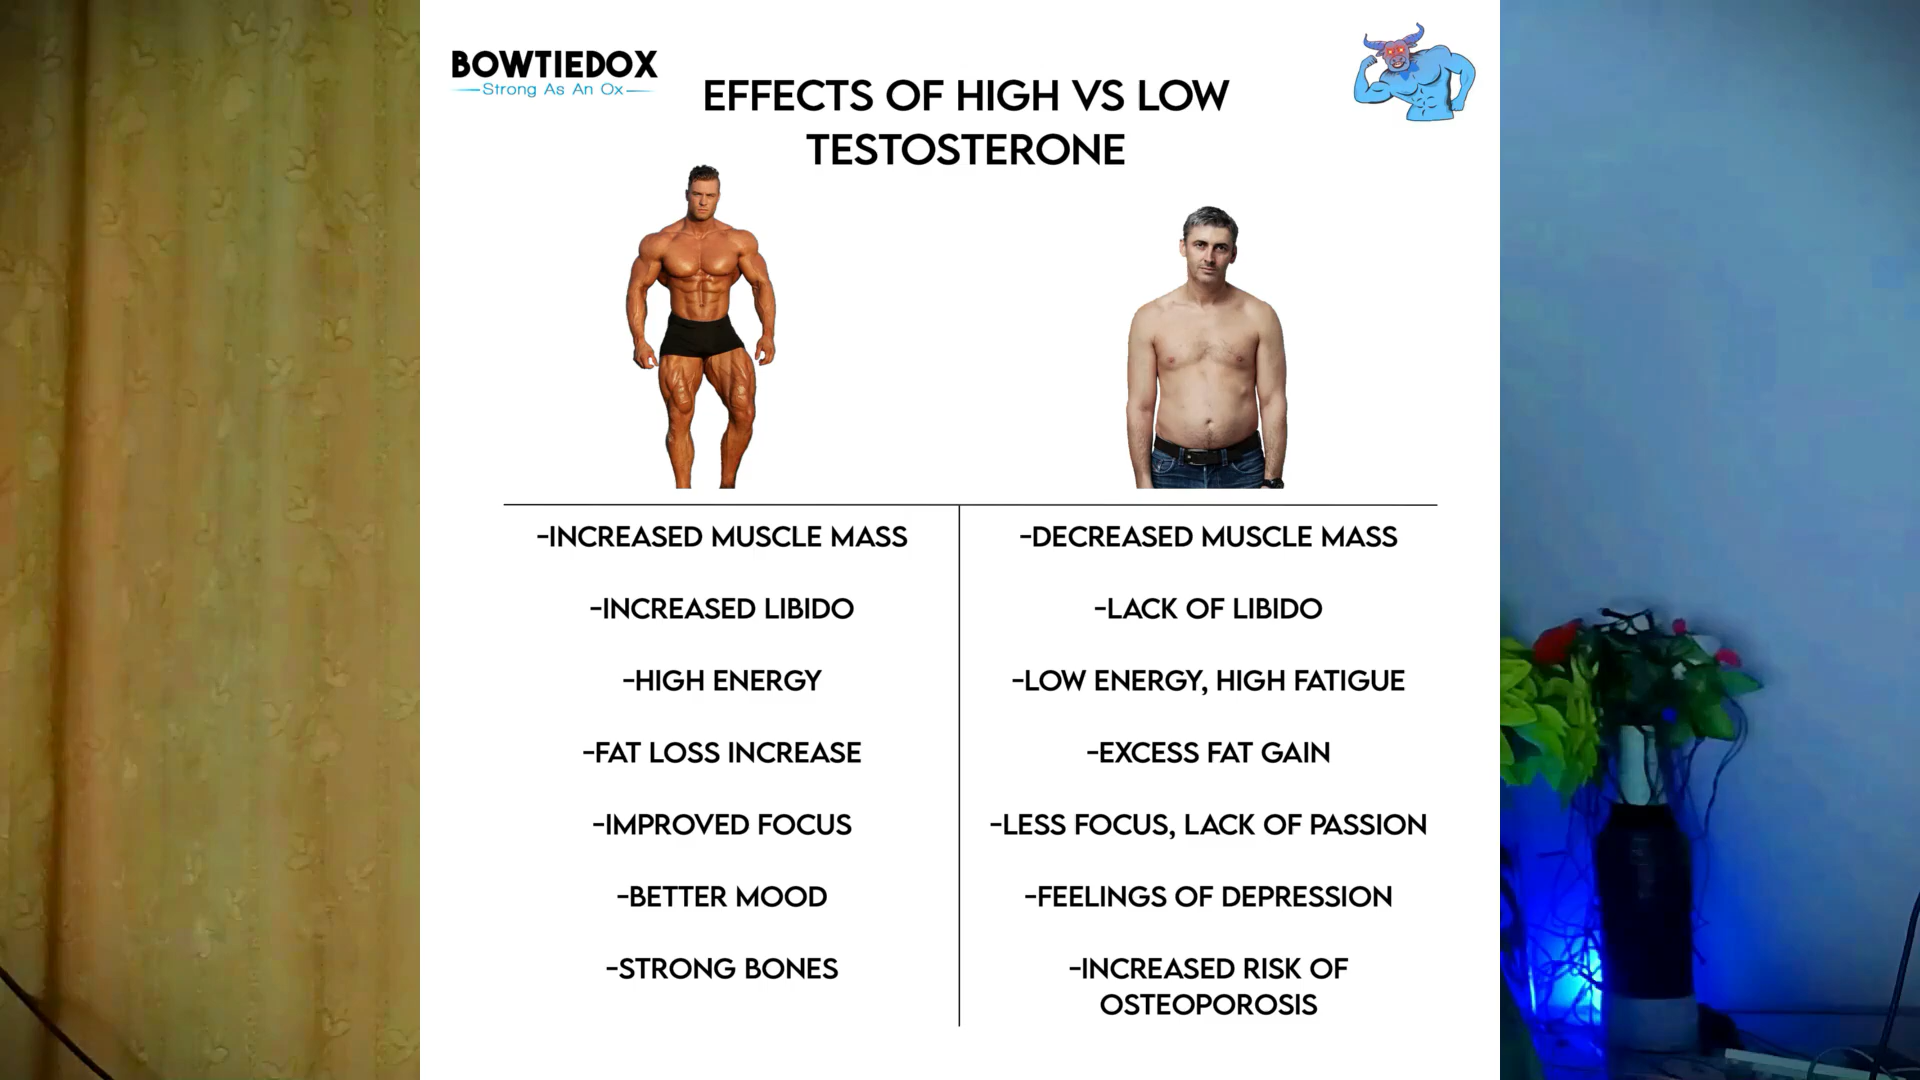 BOWTIEDOX
Strong As An Ox
EFFECTS OF HIGH VS LOW
TESTOSTERONE
-INCREASED MUSCLE MASS
-INCREASED LIBIDO
-HIGH ENERGY
-FAT LOSS INCREASE
-IMPROVED FOCUS
-BETTER MOOD
-STRONG BONES
-DECREASED MUSCLE MASS
-LACK OF LIBIDO
-LOW ENERGY, HIGH FATIGUE
-EXCESS FAT GAIN
-LESS FOCUS, LACK OF PASSION
-FEELINGS OF DEPRESSION
-INCREASED RISK OF
OSTEOPOROSIS